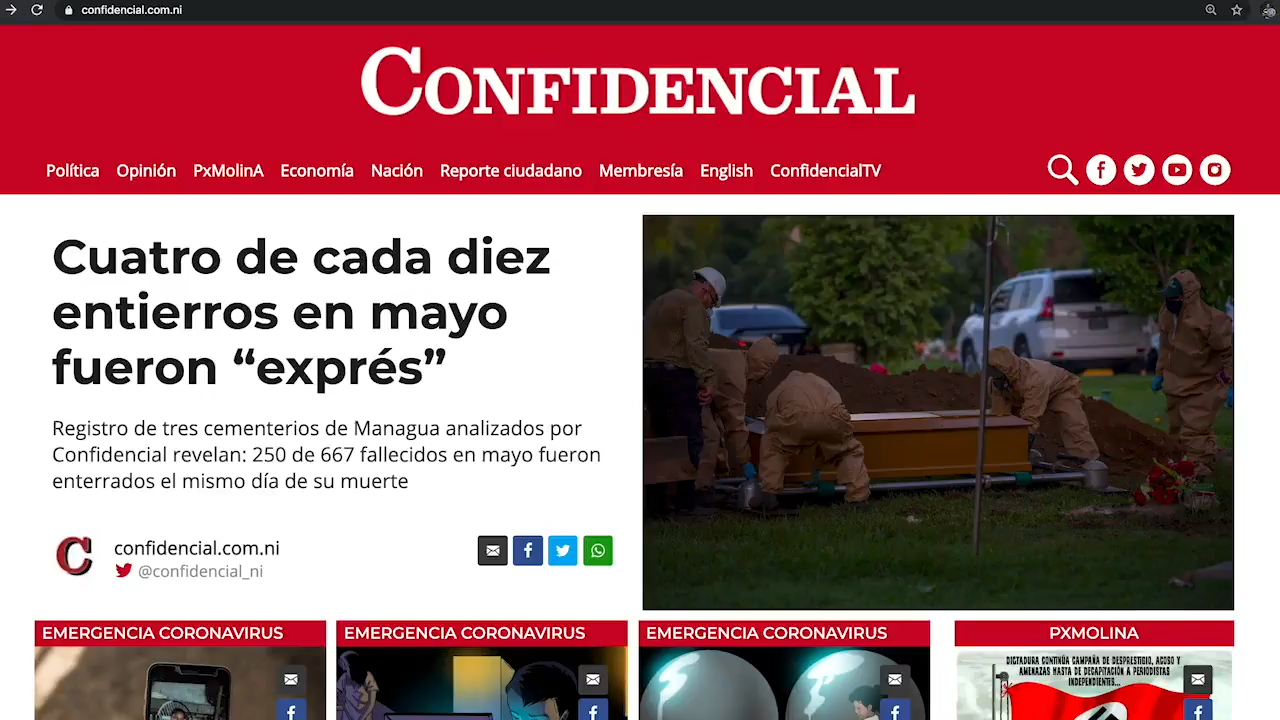 confidencial.com.ni
CONFIDENCIAL
Política Opinión PxMolinA Economía Nación Reporte ciudadano Membresía English ConfidencialTV
Cuatro de cada diez
entierros en mayo
fueron “exprés”
Registro de tres cementerios de Managua analizados por
Confidencial revelan: 250 de 667 fallecidos en mayo fueron
enterrados el mismo día de su muerte
confidencial.com.ni
@confidencial_ni
EMERGENCIA CORONAVIRUS
EMERGENCIA CORONAVIRUS
EMERGENCIA CORONAVIRUS
PXMOLINA
DICTADURA CONTINÚA CAMPAÑA DE DESPRESTIGIO, ACOSO Y
AMENAZAS HASTA DE DECAPITACIÓN A PERIODISTAS
INDEPENDIENTES...